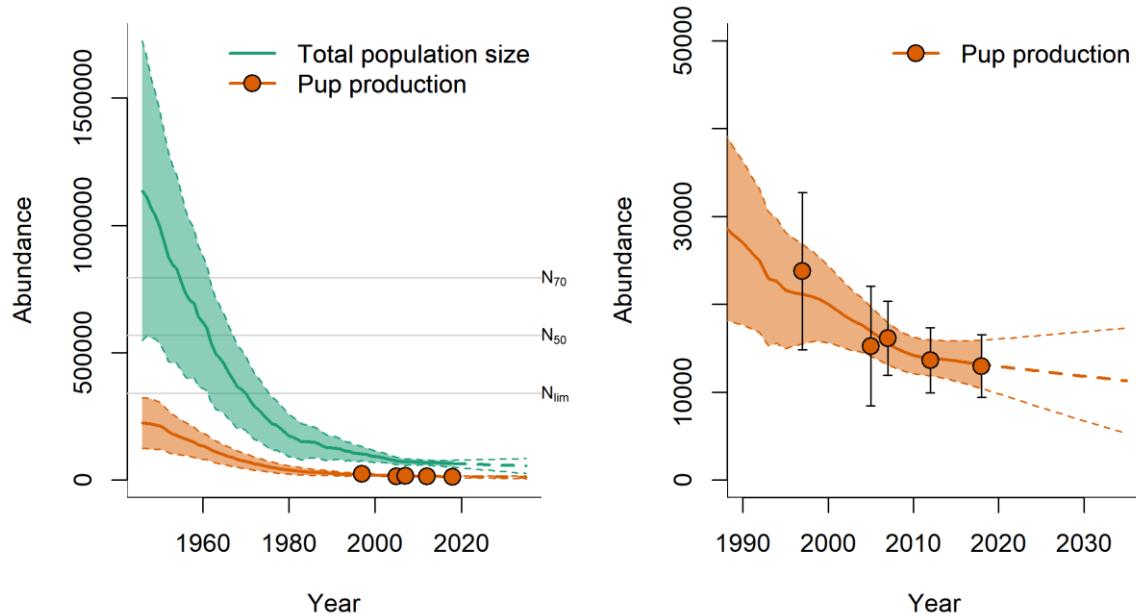 Total population size
Pup production
Abundance
1500000
1000000
500000
0
N70
N50
Nlim
1960
1980
2000
2020
Year
Pup production
Abundance
50000
30000
10000
0
1990
2000
2010
2020
2030
Year